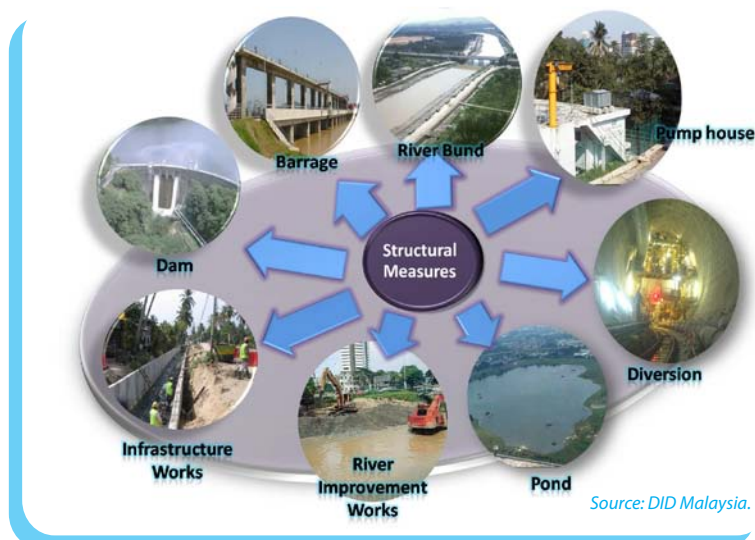 Barrage
River Bund
Pump house
Dam
Structural
Measures
Diversion
Infrastructure
Works
River
Improvement
Works
Pond
Source: DID Malaysia.